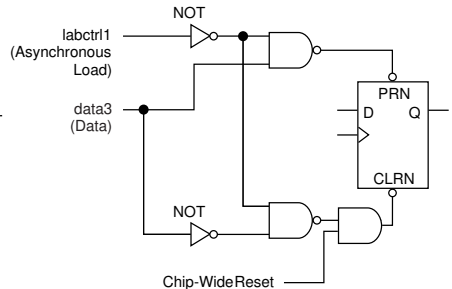 NOT
labctrl1
(Asynchronous
Load)
PRN
data3
(Data)
D
Q
CLRN
NOT
Chip-WideReset